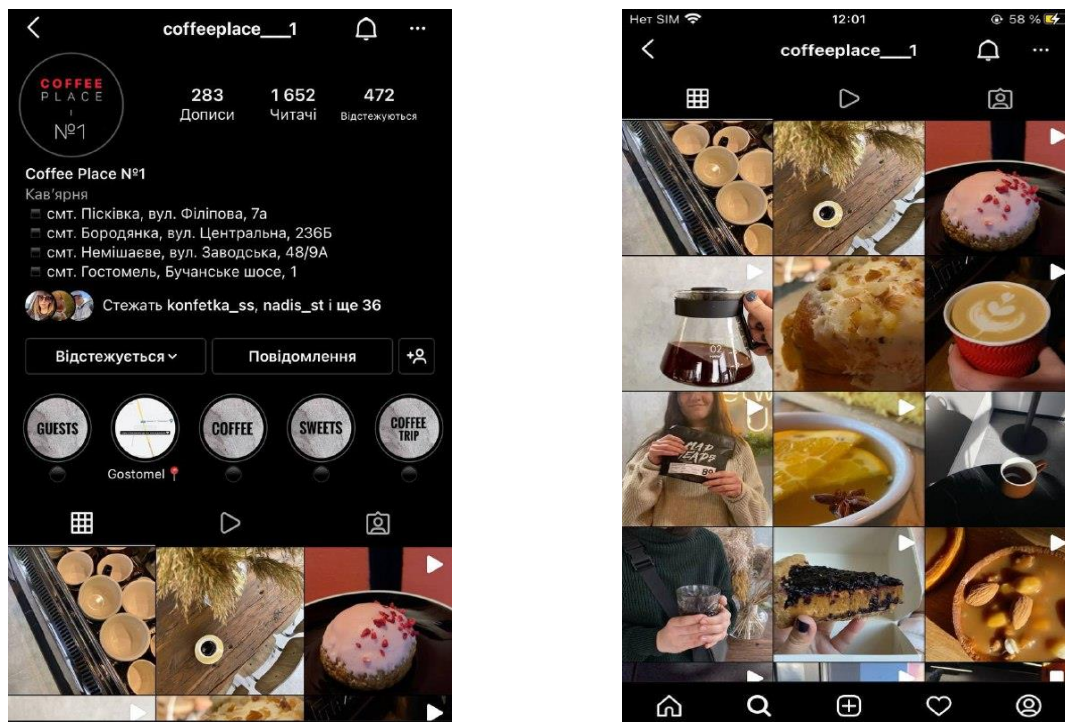 coffeeplace___1
COFFEE
PLACE
№1
283 1 652 472
Дописи Читачі Відстежуються
Coffee Place №1
Кав'ярня
смт. Пісківка, вул. Філіпова, 7а
смт. Бородянка, вул. Центральна, 236Б
смт. Немішаєве, вул. Заводська, 48/9А
смт. Гостомель, Бучанське шосе, 1
Стежать konfetka_ss, nadis_st і ще 36
Відстежується Повідомлення
GUESTS COFFEE SWEETS COFFEE TRIP
Gostomel
Нет SIM 12:01 58 %
coffeeplace___1
02
MAD